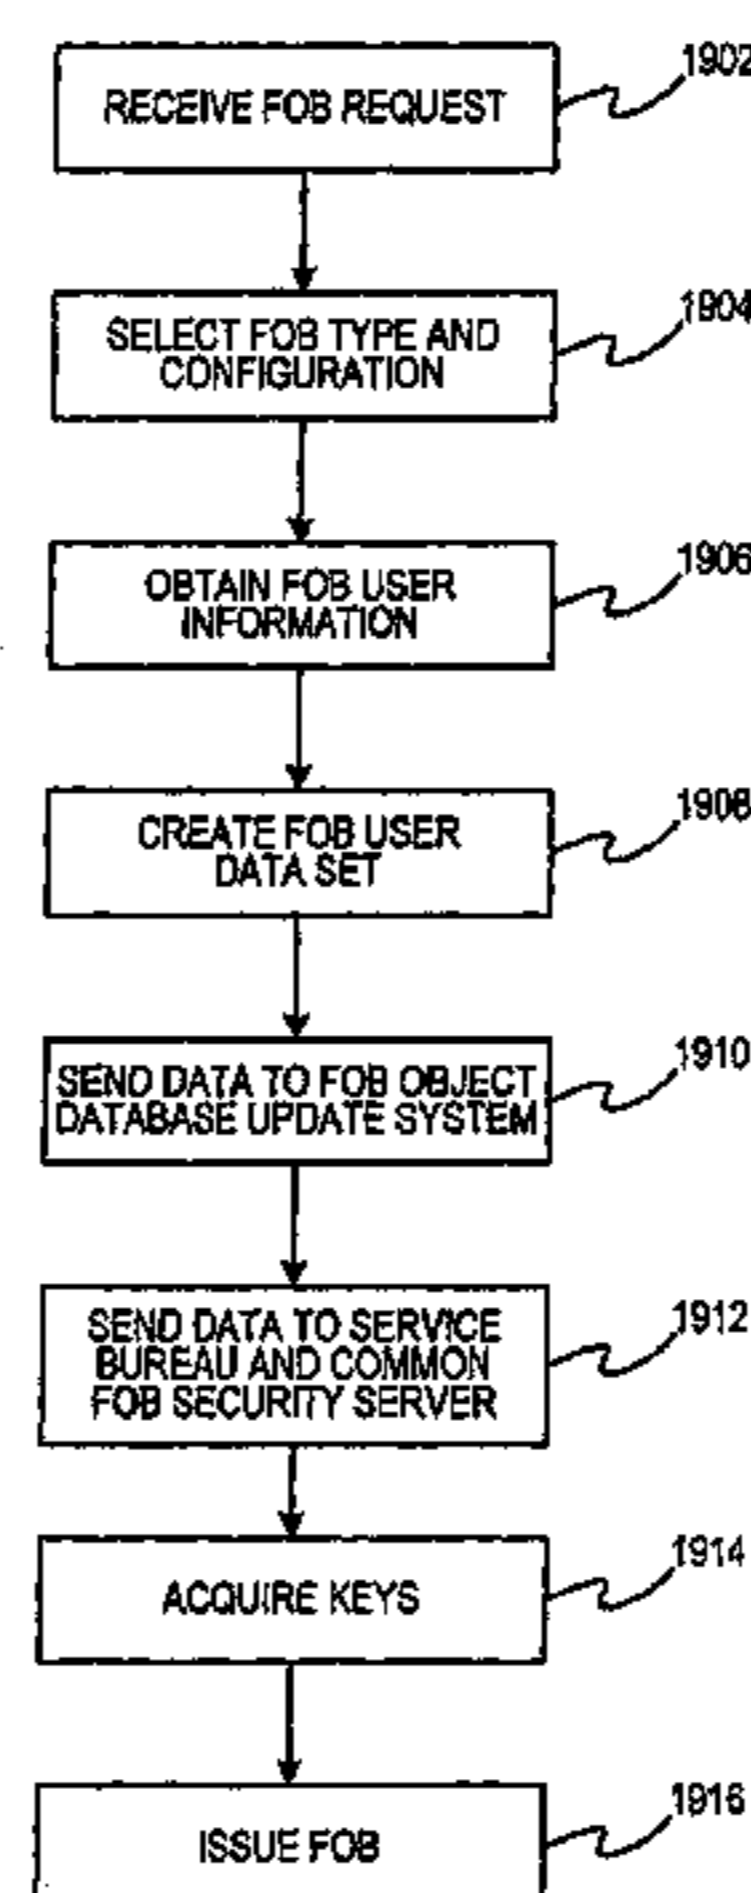 RECEIVE FOB REQUEST
1902
SELECT FOB TYPE AND
CONFIGURATION
1904
OBTAIN FOB USER
INFORMATION
1906
CREATE FOB USER
DATA SET
1908
SEND DATA TO FOB OBJECT
DATABASE UPDATE SYSTEM
1910
SEND DATA TO SERVICE
BUREAU AND COMMON
FOB SECURITY SERVER
1912
ACQUIRE KEYS
1914
ISSUE FOB
1916